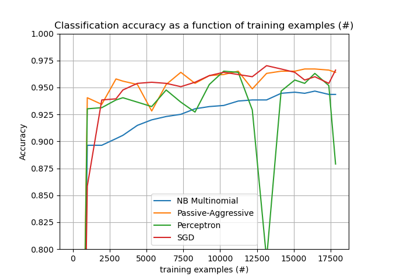 Classification accuracy as a function of training examples (#)
1.000
0.975
0.950
0.925
0.900
0.875
0.850
0.825
0.800
Accuracy
NB Multinomial
Passive-Aggressive
Perceptron
SGD
0 2500 5000 7500 10000 12500 15000 17500
training examples (#)